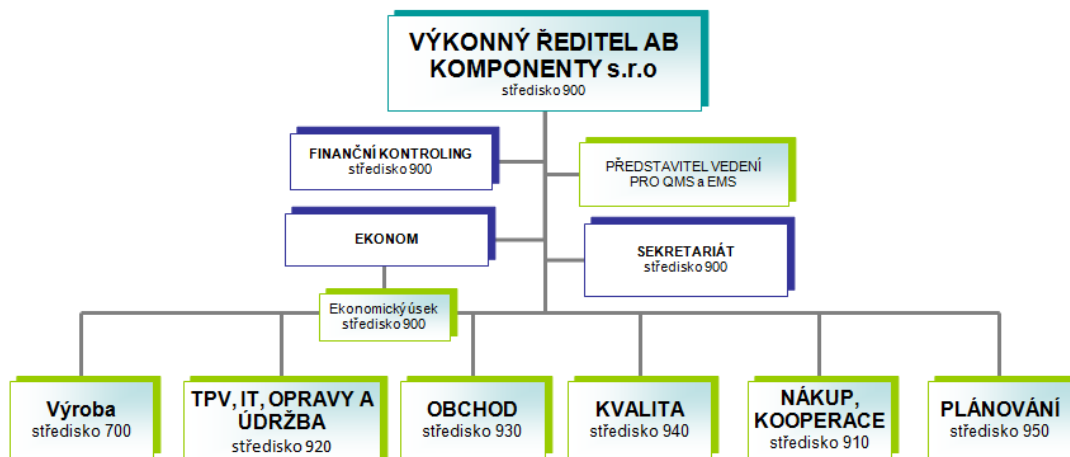 VÝKONNÝ ŘEDITEL AB
KOMPONENTY s.r.o
středisko 900
FINANČNÍ KONTROLING
středisko 900
PŘEDSTAVITEL VEDENÍ
PRO QMS a EMS
EKONOM
SEKRETARIÁT
středisko 900
Ekonomický úsek
středisko 900
Výroba
středisko 700
TPV, IT, OPRAVY A
ÚDRŽBA
středisko 920
OBCHOD
středisko 930
KVALITA
středisko 940
NÁKUP,
KOOPERACE
středisko 910
PLÁNOVÁNÍ
středisko 950